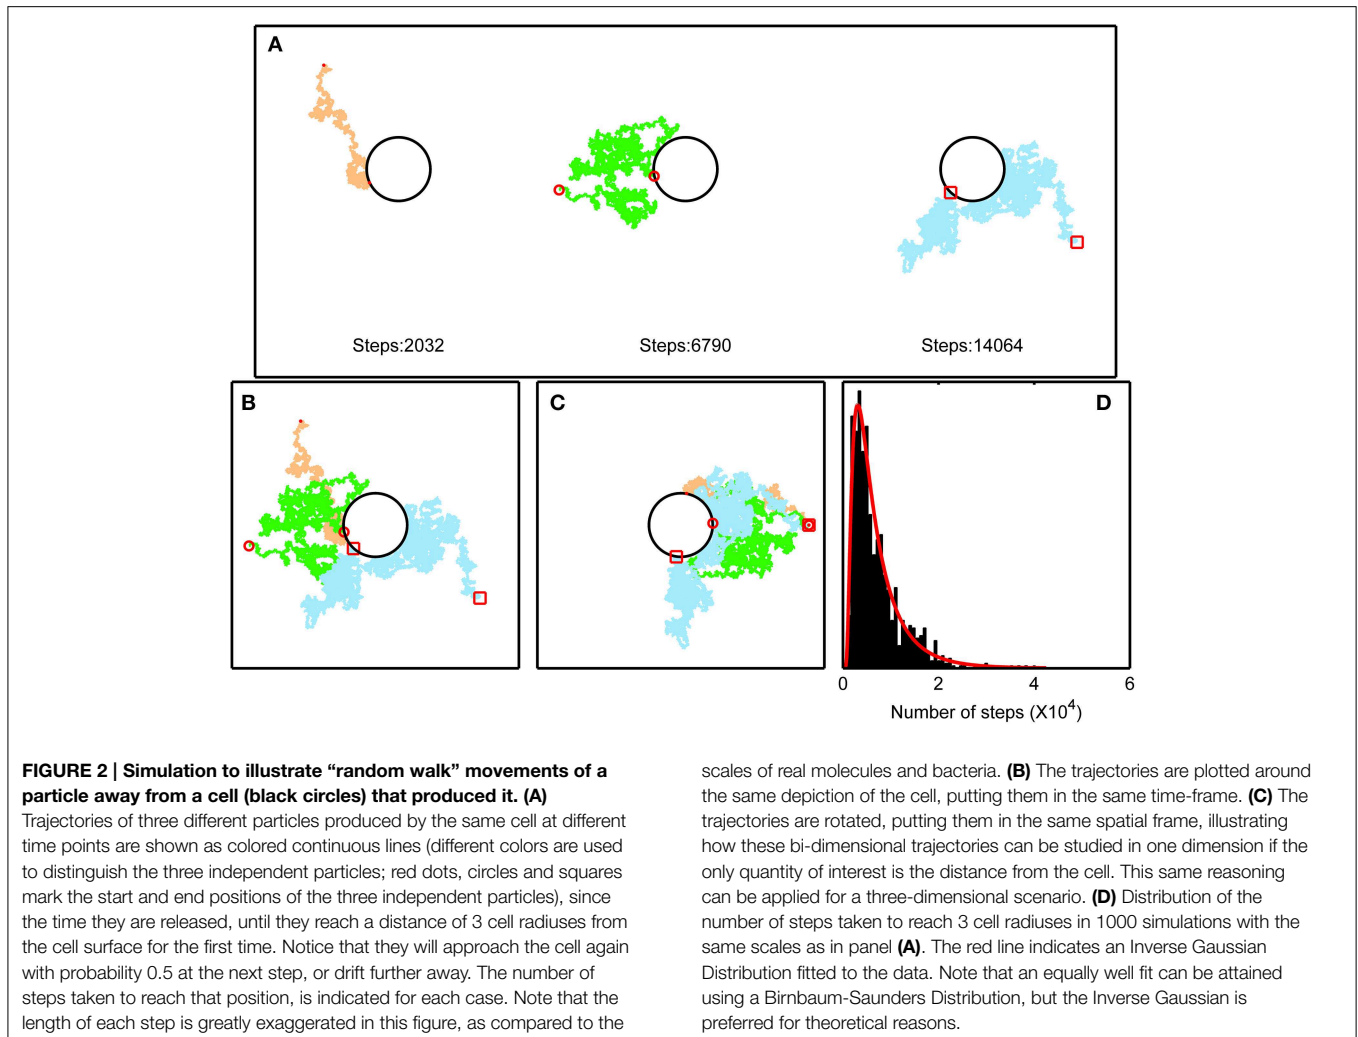 A
Steps:2032
Steps:6790
Steps:14064
B
C
D
0
2
4
6
Number of steps (X10^4)
FIGURE 2 | Simulation to illustrate “random walk” movements of a
particle away from a cell (black circles) that produced it. (A)
Trajectories of three different particles produced by the same cell at different
time points are shown as colored continuous lines (different colors are used
to distinguish the three independent particles; red dots, circles and squares
mark the start and end positions of the three independent particles), since
the time they are released, until they reach a distance of 3 cell radiuses from
the cell surface for the first time. Notice that they will approach the cell again
with probability 0.5 at the next step, or drift further away. The number of
steps taken to reach that position, is indicated for each case. Note that the
length of each step is greatly exaggerated in this figure, as compared to the
scales of real molecules and bacteria. (B) The trajectories are plotted around
the same depiction of the cell, putting them in the same time-frame. (C) The
trajectories are rotated, putting them in the same spatial frame, illustrating
how these bi-dimensional trajectories can be studied in one dimension if the
only quantity of interest is the distance from the cell. This same reasoning
can be applied for a three-dimensional scenario. (D) Distribution of the
number of steps taken to reach 3 cell radiuses in 1000 simulations with the
same scales as in panel (A). The red line indicates an Inverse Gaussian
Distribution fitted to the data. Note that an equally well fit can be attained
using a Birnbaum-Saunders Distribution, but the Inverse Gaussian is
preferred for theoretical reasons.